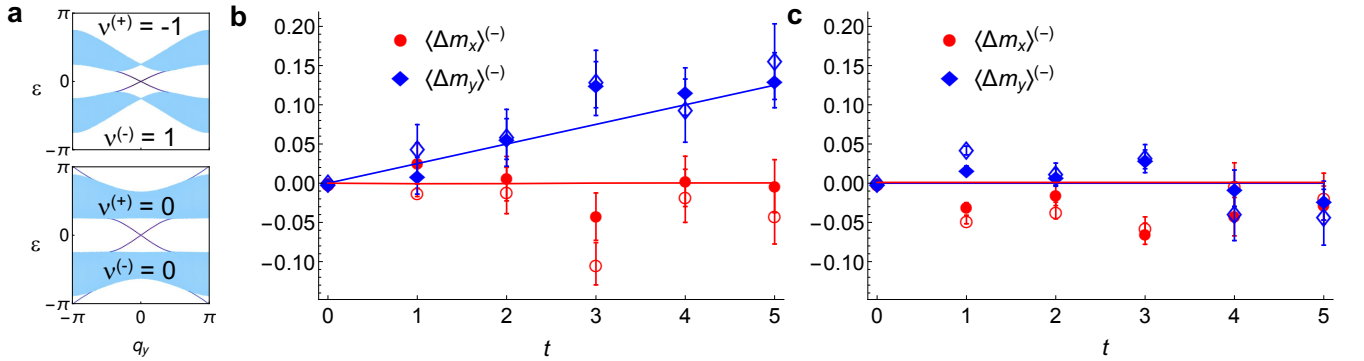 a
π
ν(+) = -1
ε
0
ν(-) = 1
-π
π
ν(+) = 0
ε
0
ν(-) = 0
-π
-π
0
π
qy
b
0.20
0.15
0.10
0.05
0.00
-0.05
-0.10
⟨Δmx⟩(-)
⟨Δmy⟩(-)
0
1
2
3
4
5
t
c
0.20
0.15
0.10
0.05
0.00
-0.05
-0.10
⟨Δmx⟩(-)
⟨Δmy⟩(-)
0
1
2
3
4
5
t